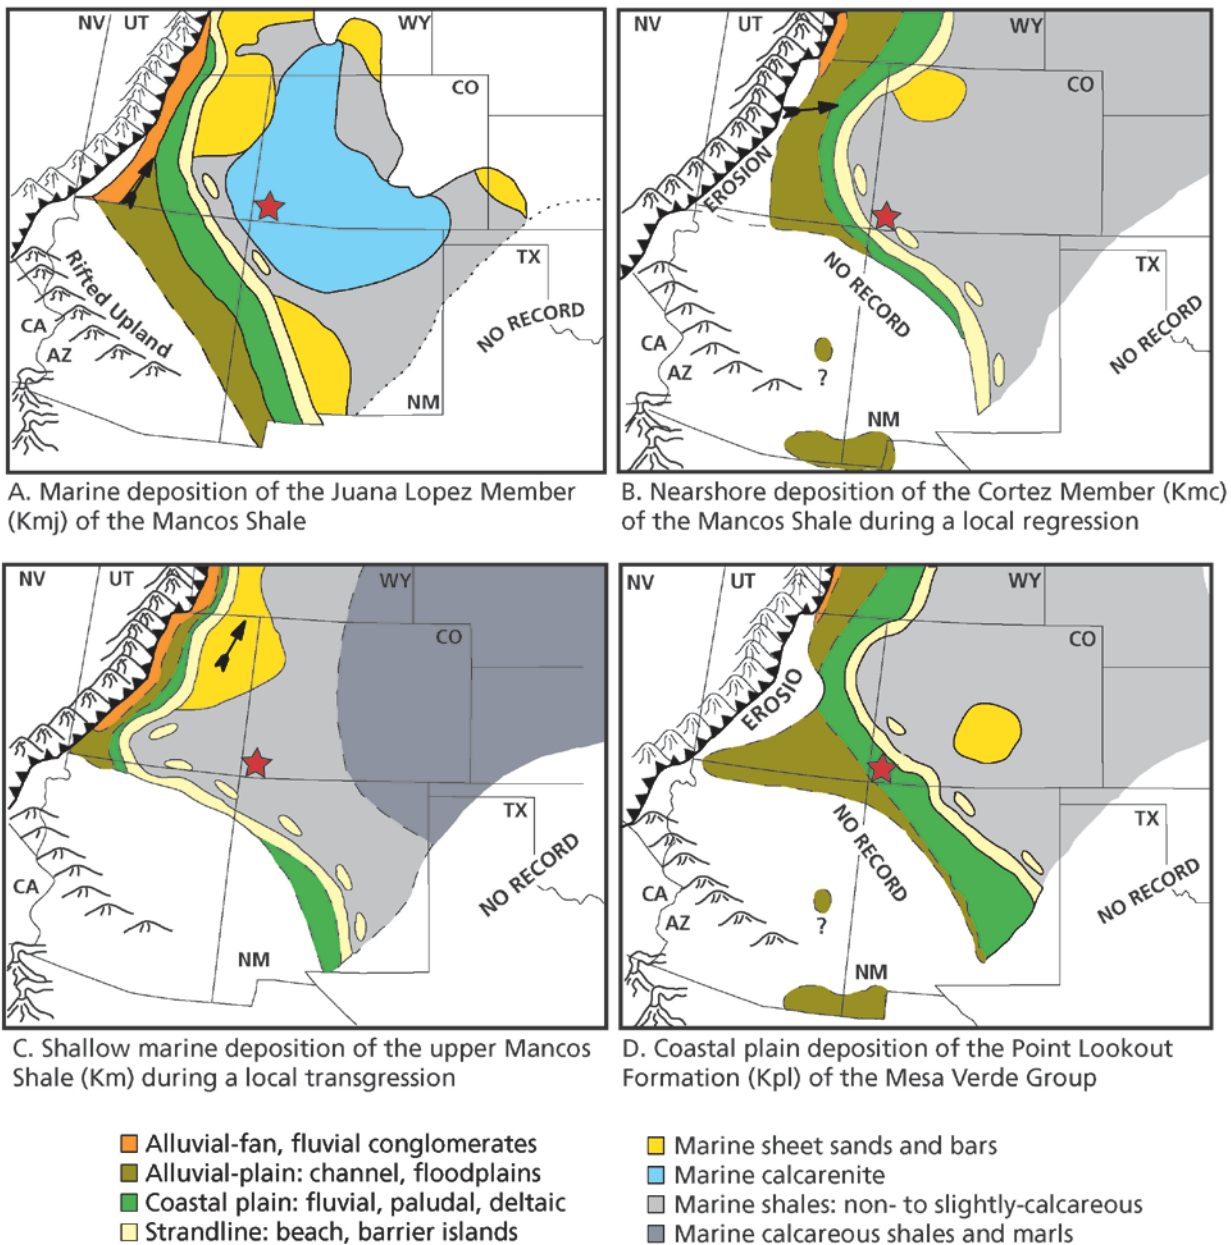 NV UT WY
CO
TX
Rifted Upland
NO RECORD
CA
AZ
NM
A. Marine deposition of the Juana Lopez Member
(Kmj) of the Mancos Shale
NV UT WY
CO
EROSION
TX
NO RECORD
NO RECORD
CA
AZ
?
NM
B. Nearshore deposition of the Cortez Member (Kmc)
of the Mancos Shale during a local regression
NV UT WY
CO
TX
NO RECORD
CA
AZ
NM
C. Shallow marine deposition of the upper Mancos
Shale (Km) during a local transgression
NV UT WY
CO
EROSIO
TX
NO RECORD
NO RECORD
CA
AZ
?
NM
D. Coastal plain deposition of the Point Lookout
Formation (Kpl) of the Mesa Verde Group
Alluvial-fan, fluvial conglomerates
Alluvial-plain: channel, floodplains
Coastal plain: fluvial, paludal, deltaic
Strandline: beach, barrier islands
Marine sheet sands and bars
Marine calcarenite
Marine shales: non- to slightly-calcareous
Marine calcareous shales and marls